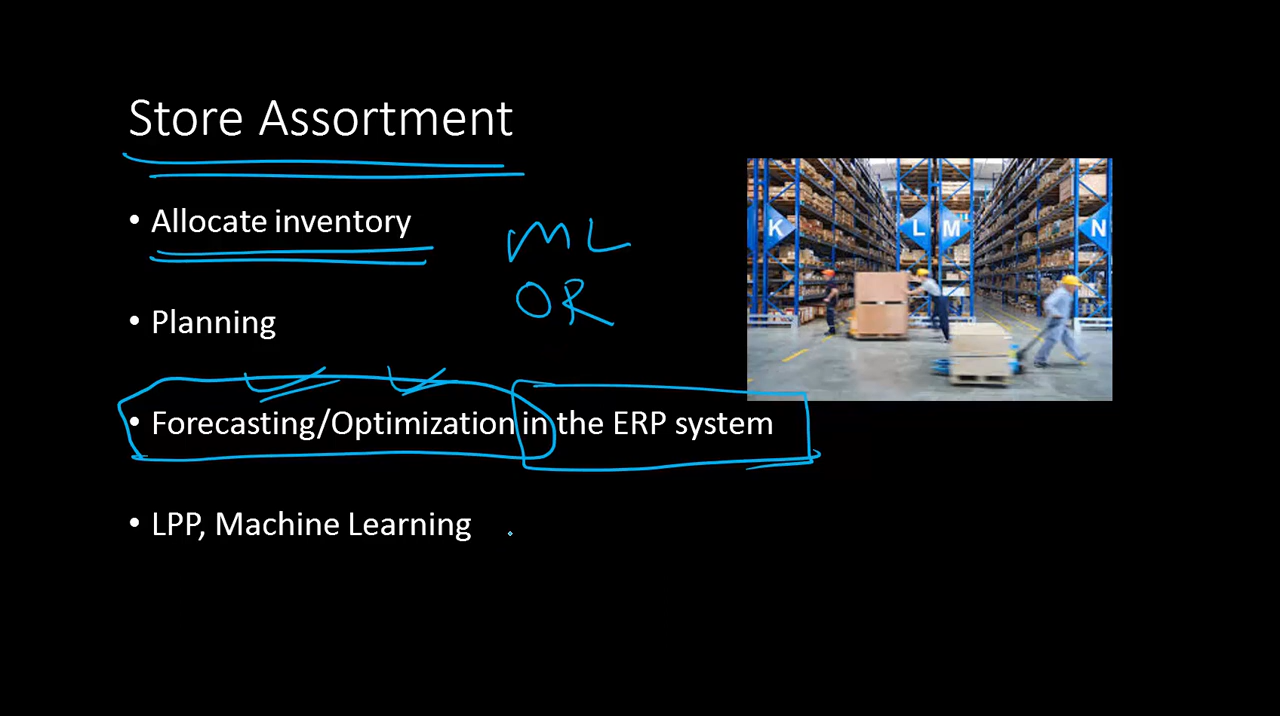 Store Assortment
• Allocate inventory
ML
OR
• Planning
• Forecasting/Optimization in the ERP system
• LPP, Machine Learning
K
L
M
N